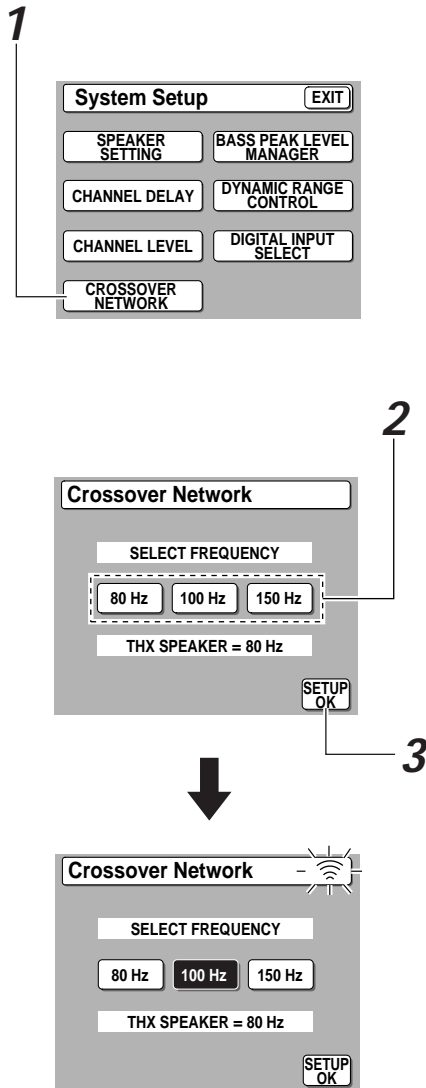 1
System Setup EXIT
SPEAKER
SETTING
BASS PEAK LEVEL
MANAGER
CHANNEL DELAY
DYNAMIC RANGE
CONTROL
CHANNEL LEVEL
DIGITAL INPUT
SELECT
CROSSOVER
NETWORK
2
Crossover Network
SELECT FREQUENCY
80 Hz 100 Hz 150 Hz
THX SPEAKER = 80 Hz
SETUP
OK
3
Crossover Network
SELECT FREQUENCY
80 Hz 100 Hz 150 Hz
THX SPEAKER = 80 Hz
SETUP
OK